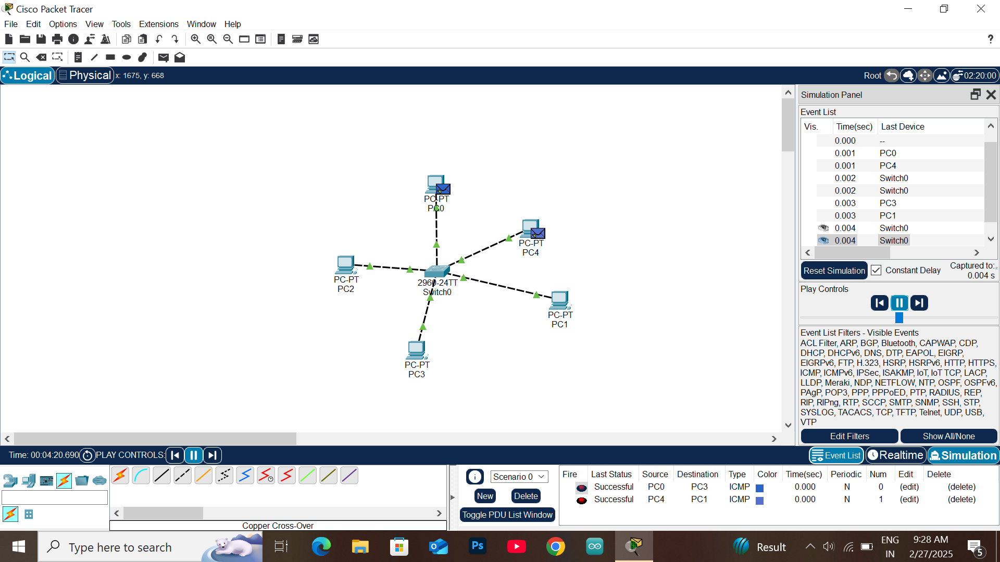 Cisco Packet Tracer
File Edit Options View Tools Extensions Window Help
?
Logical Physical x: 1675, y: 668 Root 02:20:00
Simulation Panel
Event List
Vis. Time(sec) Last Device
0.000 --
0.001 PC0
0.001 PC4
0.002 Switch0
0.002 Switch0
0.003 PC3
0.003 PC1
0.004 Switch0
0.004 Switch0
Reset Simulation Constant Delay Captured to:
0.004 s
Play Controls
Event List Filters - Visible Events
ACL Filter, ARP, BGP, Bluetooth, CAPWAP, CDP,
DHCP, DHCPv6, DNS, DTP, EAPOL, EIGRP,
EIGRPv6, FTP, H.323, HSRP, HSRPv6, HTTP, HTTPS,
ICMP, ICMPv6, IPSec, ISAKMP, IoT, IoT TCP, LACP,
LLDP, Meraki, NDP, NETFLOW, NTP, OSPF, OSPFv6,
PAgP, POP3, PPP, PPPoED, PTP, RADIUS, REP,
RIP, RIPng, RTP, SCCP, SMTP, SNMP, SSH, STP,
SYSLOG, TACACS, TCP, TFTP, Telnet, UDP, USB,
VTP
Edit Filters Show All/None
PC-PT
PC0
PC-PT
PC4
PC-PT
PC2
2960-24TT
Switch0
PC-PT
PC1
PC-PT
PC3
Time: 00:04:20.690 PLAY CONTROLS: Event List Realtime Simulation
Scenario 0
New Delete
Toggle PDU List Window
Fire Last Status Source Destination Type Color Time(sec) Periodic Num Edit Delete
Successful PC0 PC3 ICMP 0.000 N 0 (edit) (delete)
Successful PC4 PC1 ICMP 0.000 N 1 (edit) (delete)
Copper Cross-Over
Type here to search
Ps
Result
ENG
IN
9:28 AM
2/27/2025
5